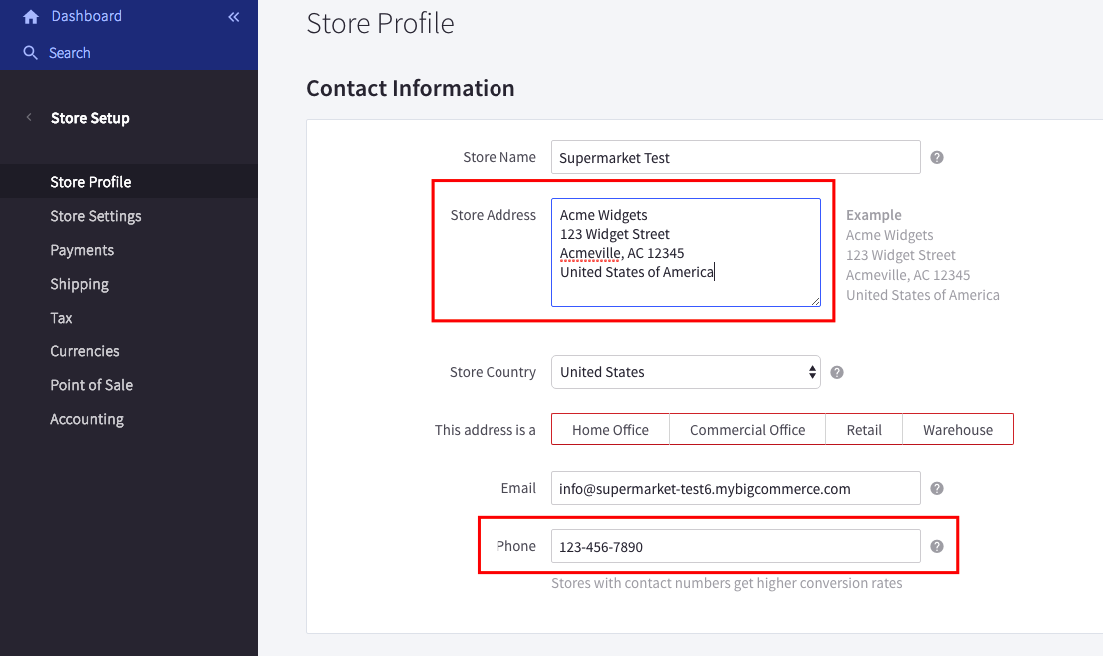 Dashboard
Search
Store Setup
Store Profile
Store Settings
Payments
Shipping
Tax
Currencies
Point of Sale
Accounting
Store Profile
Contact Information
Store Name
Supermarket Test
Store Address
Acme Widgets
123 Widget Street
Acmeville, AC 12345
United States of America
Example
Acme Widgets
123 Widget Street
Acmeville, AC 12345
United States of America
Store Country
United States
This address is a
Home Office
Commercial Office
Retail
Warehouse
Email
info@supermarket-test6.mybigcommerce.com
Phone
123-456-7890
Stores with contact numbers get higher conversion rates